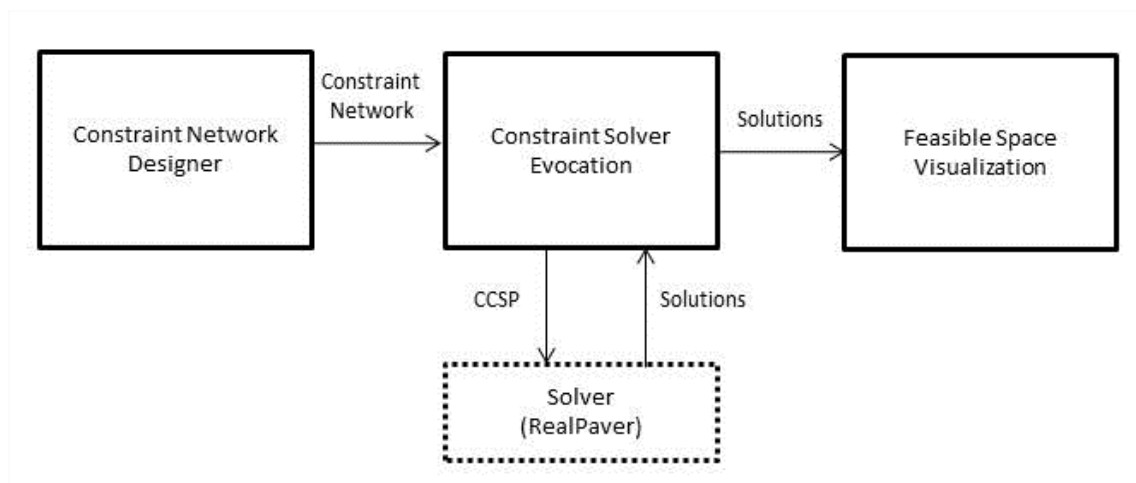 Constraint Network
Designer
Constraint
Network
Constraint Solver
Evocation
Solutions
Feasible Space
Visualization
CCSP
Solutions
Solver
(RealPaver)